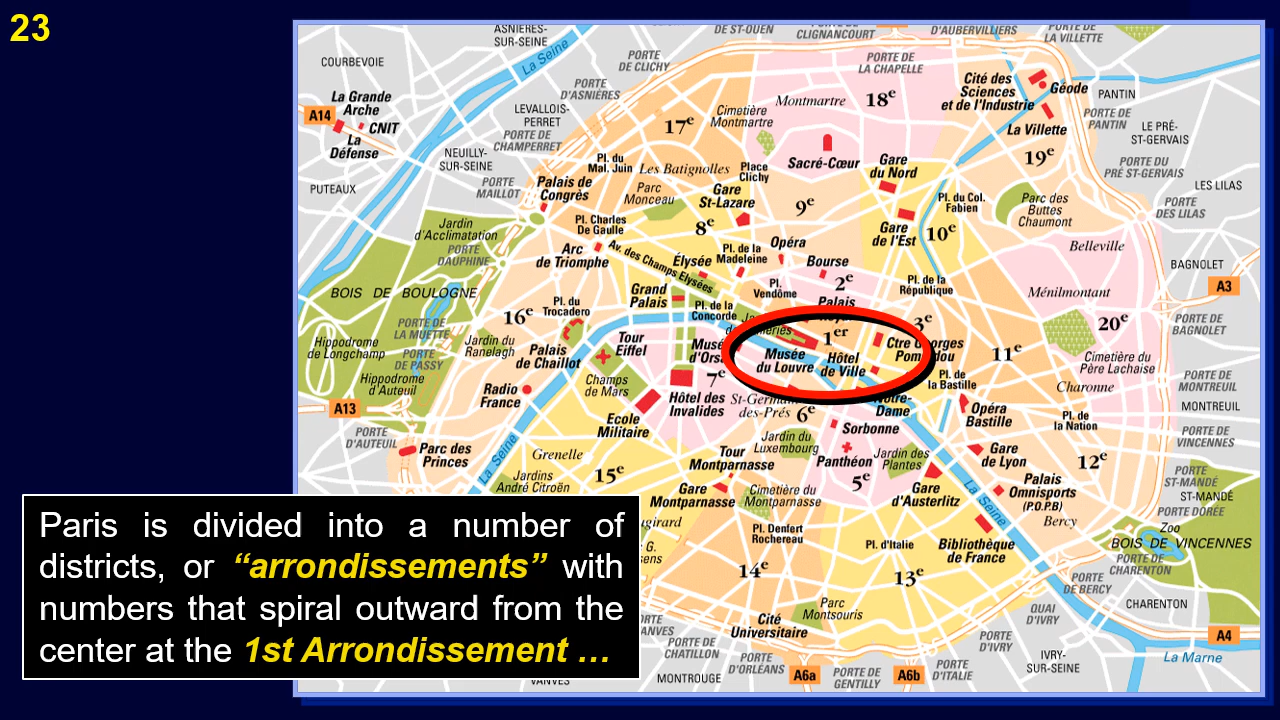 23
ASNIÈRES-
SUR-SEINE
La Seine
DE ST-OUEN
PORTE DE
CLIGNANCOURT
D'AUBERVILLIERS
PORTE DE
LA VILLETTE
COURBEVOIE
PORTE
DE CLICHY
PORTE DE
LA CHAPELLE
PORTE
D'ASNIÈRES
La Grande
Arche
A14
CNIT
La
Défense
LEVALLOIS-
PERRET
PORTE DE
CHAMPERRET
17e
Cimetière
Montmartre
Montmartre
18e
Cité des
Sciences
et de l'Industrie
Géode
PANTIN
PORTE DE
PANTIN
LE PRÉ-
ST-GERVAIS
La Villette
19e
PORTE DU
PRÉ ST-GERVAIS
LES LILAS
PORTE
DES LILAS
NEUILLY-
SUR-SEINE
PUTEAUX
PORTE
MAILLOT
Palais de
Congrès
Pl. du
Mal. Juin
Les Batignolles
Place
Clichy
Sacré-Cœur
Gare
du Nord
Parc
Monceau
Gare
St-Lazare
9e
Pl. du Col.
Fabien
Parc des
Buttes
Chaumont
Jardin
d'Acclimatation
PORTE
DAUPHINE
Pl. Charles
De Gaulle
8e
Gare
de l'Est
10e
Belleville
BAGNOLET
A3
Arc
de Triomphe
Av. des Champs Elysées
Élysée
Pl. de la
Madeleine
Opéra
Bourse
2e
Pl. de la
République
Ménilmontant
BOIS DE BOULOGNE
Grand
Palais
Pl.
Vendôme
Palais
Pl. de la
Concorde
3e
20e
PORTE DE
BAGNOLET
16e
Pl. du
Trocadero
PORTE DE
LA MUETTE
Hippodrome
de Longchamp
PORTE
DE PASSY
Jardin du
Ranelagh
Palais
de Chaillot
Tour
Eiffel
1er
Musée
du Louvre
Hôtel
de Ville
11e
Cimetière du
Père Lachaise
Hippodrome
d'Auteuil
7e
Pl. de
la Bastille
Charonne
PORTE DE
MONTREUIL
MONTREUIL
Radio
France
Champs
de Mars
Hôtel des
Invalides
6e
Notre-
Dame
Opéra
Bastille
Pl. de
la Nation
A13
PORTE
D'AUTEUIL
Ecole
Militaire
Sorbonne
PORTE DE
VINCENNES
Parc des
Princes
La Seine
Grenelle
Tour
Montparnasse
Jardin du
Luxembourg
Panthéon
Jardin des
Plantes
Gare
de Lyon
12e
Jardins
André Citroën
15e
Gare
Montparnasse
Cimetière du
Montparnasse
5e
Gare
d'Austerlitz
La Seine
Palais
Omnisports
(P.O.P.B)
Bercy
PORTE
ST-MANDÉ
ST-MANDÉ
PORTE DORÉE
Zoo
BOIS DE VINCENNES
Pl. Denfert
Rochereau
Pl. d'Italie
Bibliothèque
de France
PORTE DE
CHARENTON
PORTE
DE BERCY
CHARENTON
14e
13e
Parc
Montsouris
Cité
Universitaire
QUAI
D'IVRY
PORTE
D'IVRY
A4
La Marne
IVRY-
SUR-SEINE
PORTE DE
CHATILLON
PORTE
D'ORLÉANS
MONTROUGE
A6a
PORTE DE
GENTILLY
A6b
PORTE
D'ITALIE
VANVES
Paris is divided into a number of
districts, or “arrondissements” with
numbers that spiral outward from the
center at the 1st Arrondissement …